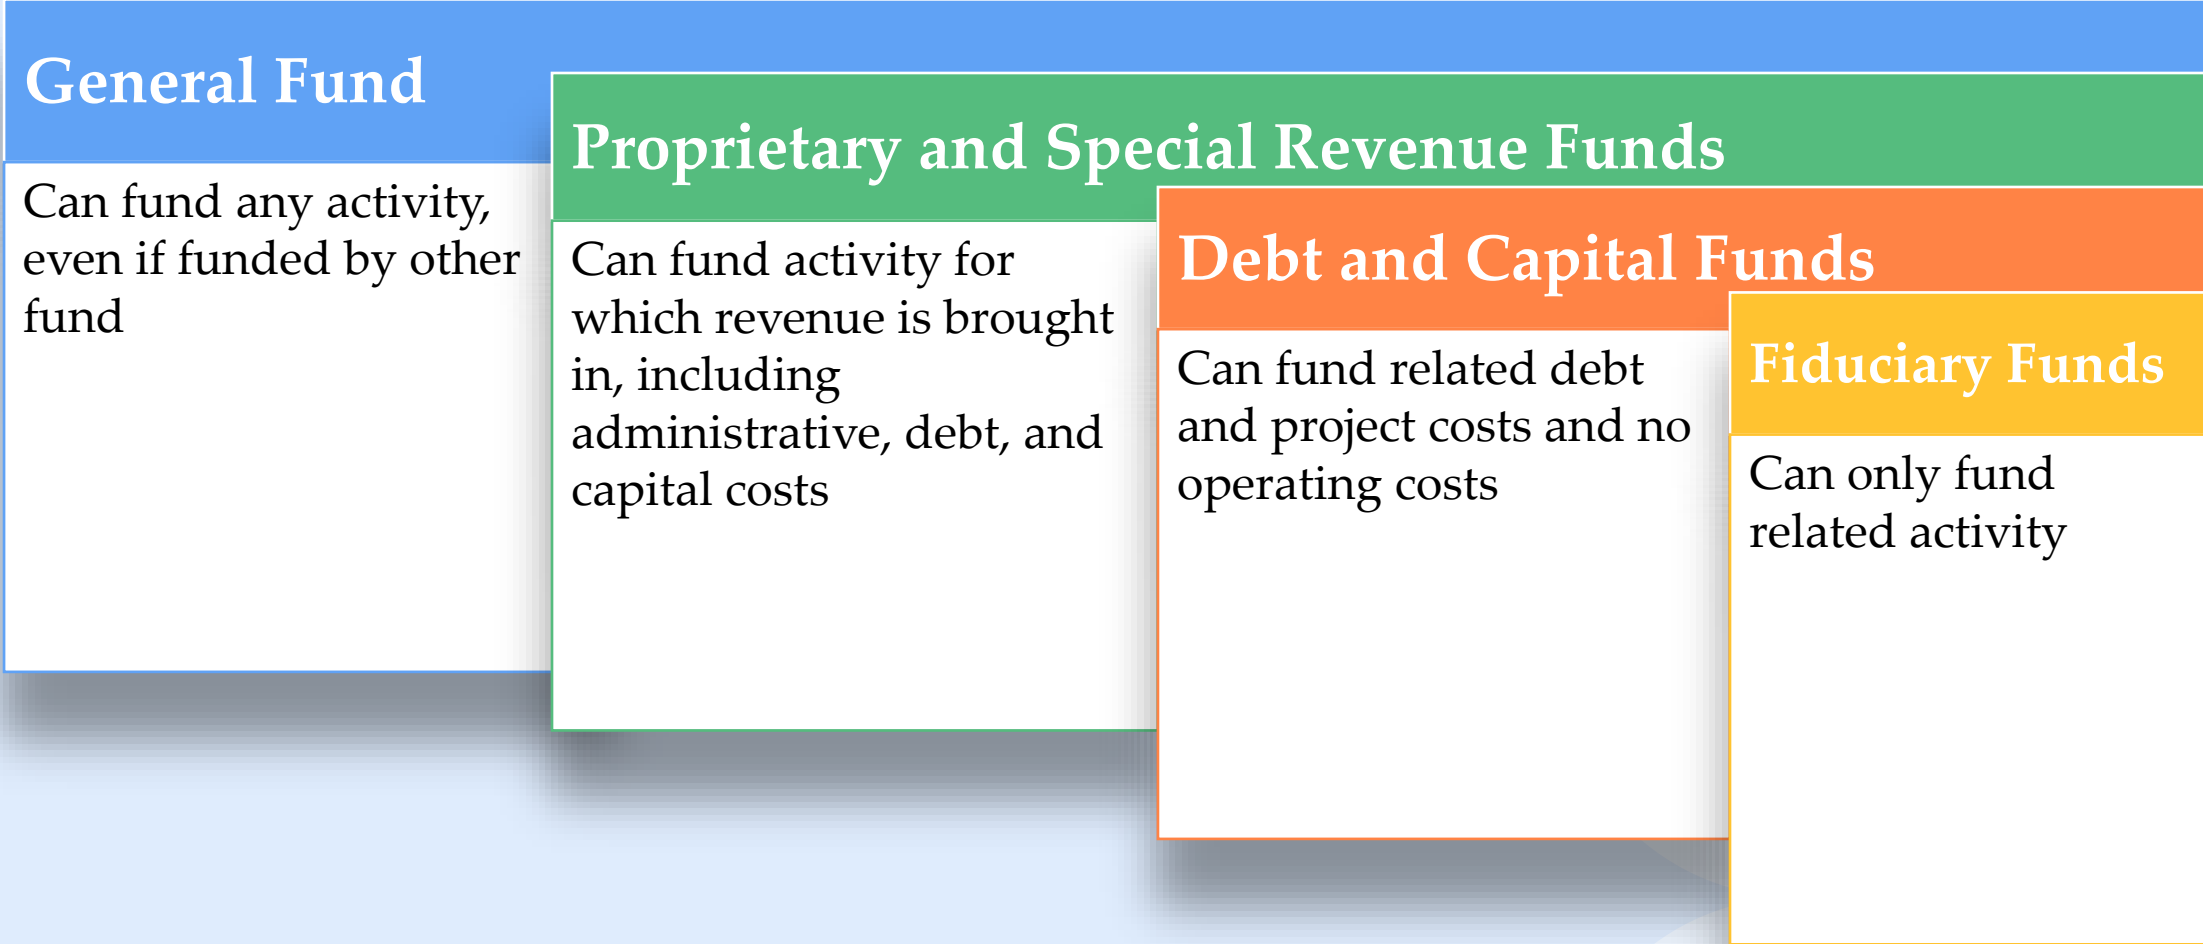 General Fund
Can fund any activity,
even if funded by other
fund
Proprietary and Special Revenue Funds
Can fund activity for
which revenue is brought
in, including
administrative, debt, and
capital costs
Debt and Capital Funds
Can fund related debt
and project costs and no
operating costs
Fiduciary Funds
Can only fund
related activity